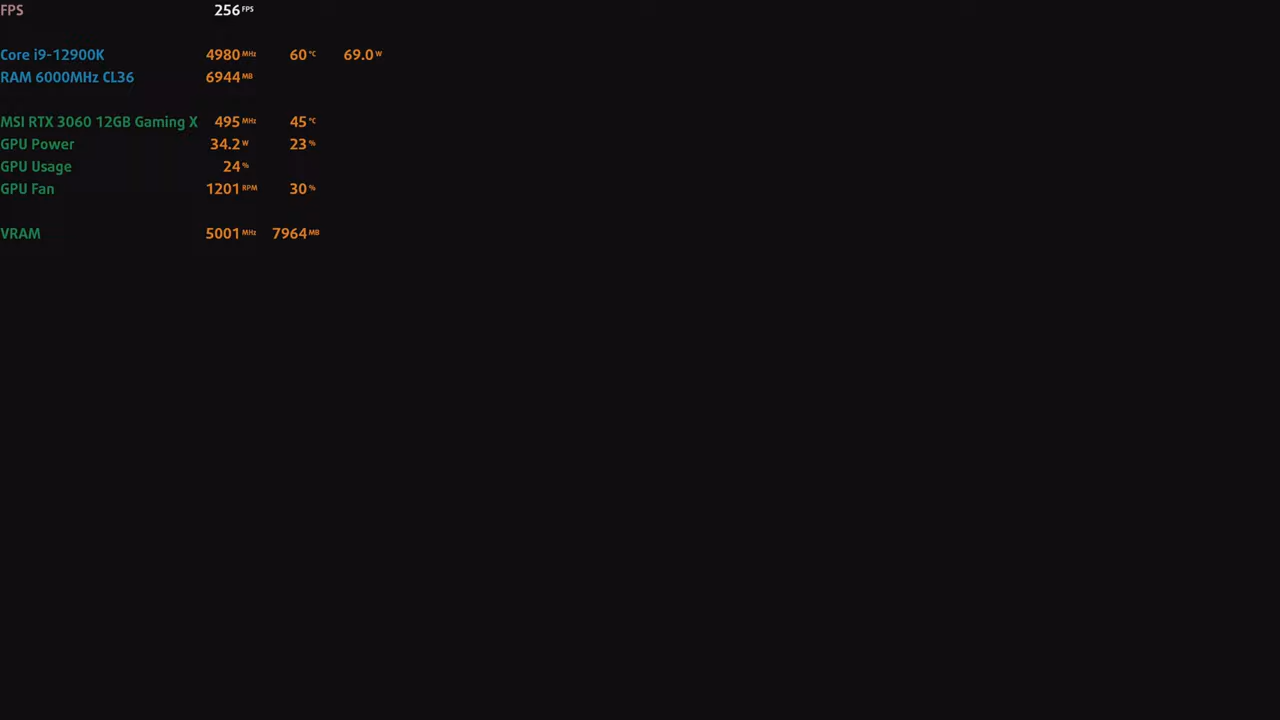 FPS 256 FPS
Core i9-12900K 4980 MHz 60 °C 69.0 W
RAM 6000MHz CL36 6944 MB
MSI RTX 3060 12GB Gaming X 495 MHz 45 °C
GPU Power 34.2 W 23 %
GPU Usage 24 %
GPU Fan 1201 RPM 30 %
VRAM 5001 MHz 7964 MB